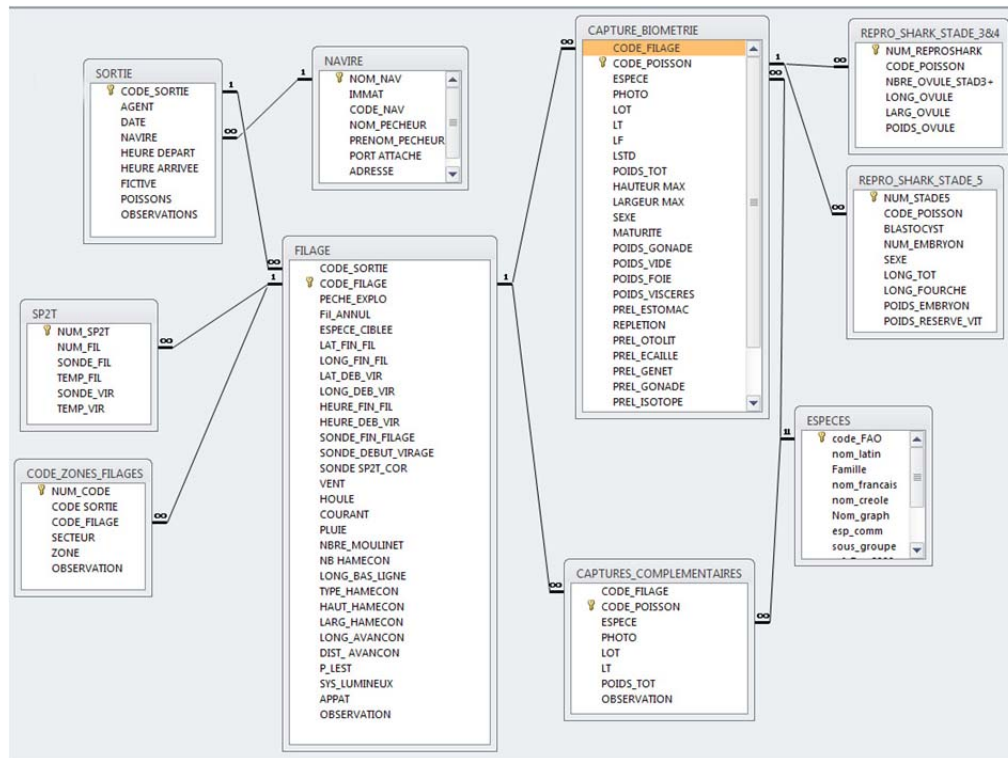 SORTIE
CODE_SORTIE
AGENT
DATE
NAVIRE
HEURE DEPART
HEURE ARRIVEE
FICTIVE
POISSONS
OBSERVATIONS
NAVIRE
NOM_NAV
IMMAT
CODE_NAV
NOM_PECHEUR
PRENOM_PECHEUR
PORT ATTACHE
ADRESSE
SP2T
NUM_SP2T
NUM_FIL
SONDE_FIL
TEMP_FIL
SONDE_VIR
TEMP_VIR
CODE_ZONES_FILAGES
NUM_CODE
CODE SORTIE
CODE_FILAGE
SECTEUR
ZONE
OBSERVATION
FILAGE
CODE_SORTIE
CODE_FILAGE
PECHE_EXPLO
Fil_ANNUL
ESPECE_CIBLEE
LAT_FIN_FIL
LONG_FIN_FIL
LAT_DEB_VIR
LONG_DEB_VIR
HEURE_FIN_FIL
HEURE_DEB_VIR
SONDE_FIN_FILAGE
SONDE_DEBUT_VIRAGE
SONDE SP2T_COR
VENT
HOULE
COURANT
PLUIE
NBRE_MOULINET
NB HAMECON
LONG_BAS_LIGNE
TYPE_HAMECON
HAUT_HAMECON
LARG_HAMECON
LONG_AVANCON
DIST_ AVANCON
P_LEST
SYS_LUMINEUX
APPAT
OBSERVATION
CAPTURE_BIOMETRIE
CODE_FILAGE
CODE_POISSON
ESPECE
PHOTO
LOT
LT
LF
LSTD
POIDS_TOT
HAUTEUR MAX
LARGEUR MAX
SEXE
MATURITE
POIDS_GONADE
POIDS_VIDE
POIDS_FOIE
POIDS_VISCERES
PREL_ESTOMAC
REPLETION
PREL_OTOLIT
PREL_ECAILLE
PREL_GENET
PREL_GONADE
PREL_ISOTOPE
CAPTURES_COMPLEMENTAIRES
CODE_FILAGE
CODE_POISSON
ESPECE
PHOTO
LOT
LT
POIDS_TOT
OBSERVATION
REPRO_SHARK_STADE_3&4
NUM_REPROSHARK
CODE_POISSON
NBRE_OVULE_STAD3+
LONG_OVULE
LARG_OVULE
POIDS_OVULE
REPRO_SHARK_STADE_5
NUM_STADE5
CODE_POISSON
BLASTOCYST
NUM_EMBRYON
SEXE
LONG_TOT
LONG_FOURCHE
POIDS_EMBRYON
POIDS_RESERVE_VIT
ESPECES
code_FAO
nom_latin
Famille
nom_francais
nom_creole
Nom_graph
esp_comm
sous_groupe